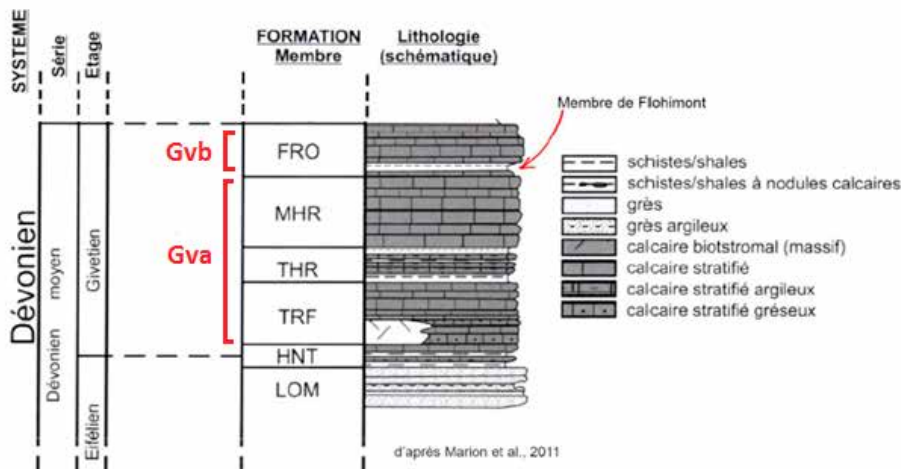 SYSTEME
Série
Etage
FORMATION
Membre
Lithologie
(schématique)
Dévonien
Dévonien moyen
Eifélien
Givetien
Gvb
Gva
FRO
MHR
THR
TRF
HNT
LOM
Membre de Flohimont
schistes/shales
schistes/shales à nodules calcaires
grès
grès argileux
calcaire biotstromal (massif)
calcaire stratifié
calcaire stratifié argileux
calcaire stratifié gréseux
d'après Marion et al., 2011